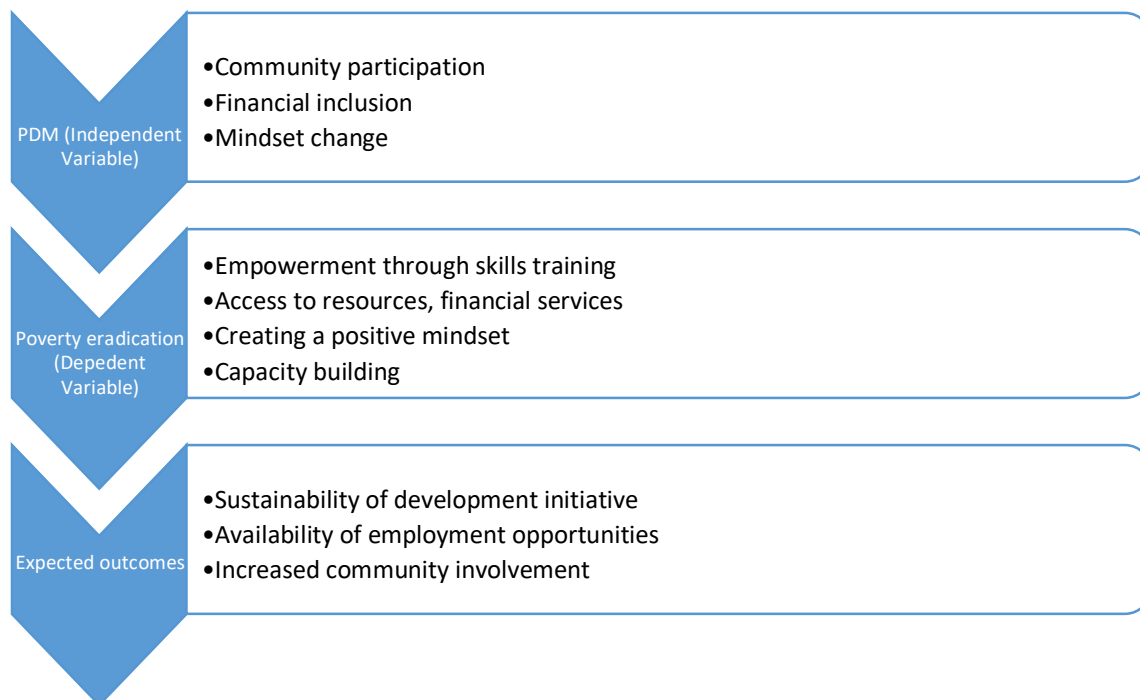 PDM (Independent
Variable)
•Community participation
•Financial inclusion
•Mindset change
Poverty eradication
(Depedent
Variable)
•Empowerment through skills training
•Access to resources, financial services
•Creating a positive mindset
•Capacity building
Expected outcomes
•Sustainability of development initiative
•Availability of employment opportunities
•Increased community involvement